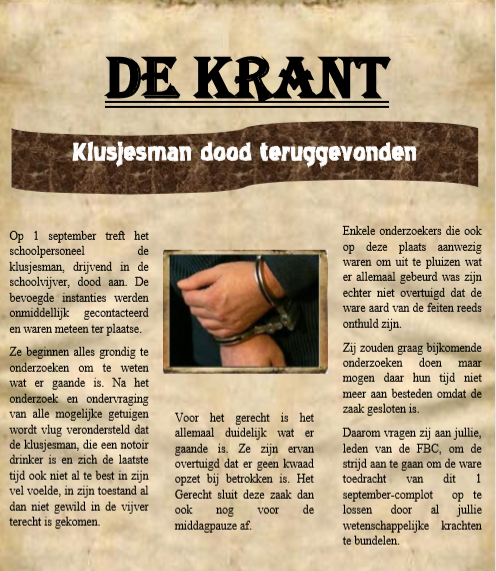 DE KRANT
Klusjesman dood teruggevonden
Op 1 september treft het
schoolpersoneel de
klusjesman, drijvend in de
schoolvijver, dood aan. De
bevoegde instanties werden
onmiddellijk gecontacteerd
en waren meteen ter plaatse.
Ze beginnen alles grondig te
onderzoeken om te weten
wat er gaande is. Na het
onderzoek en ondervraging
van alle mogelijke getuigen
wordt vlug verondersteld dat
de klusjesman, die een notoir
drinker is en zich de laatste
tijd ook niet al te best in zijn
vel voelde, in zijn toestand al
dan niet gewild in de vijver
terecht is gekomen.
Voor het gerecht is het
allemaal duidelijk wat er
gaande is. Ze zijn ervan
overtuigd dat er geen kwaad
opzet bij betrokken is. Het
Gerecht sluit deze zaak dan
ook nog voor de
middagpauze af.
Enkele onderzoekers die ook
op deze plaats aanwezig
waren om uit te pluizen wat
er allemaal gebeurd was zijn
echter niet overtuigd dat de
ware aard van de feiten reeds
onthuld zijn.
Zij zouden graag bijkomende
onderzoeken doen maar
mogen daar hun tijd niet
meer aan besteden omdat de
zaak gesloten is.
Daarom vragen zij aan jullie,
leden van de FBC, om de
strijd aan te gaan om de ware
toedracht van dit 1
september-complot op te
lossen door al jullie
wetenschappelijke krachten
te bundelen.